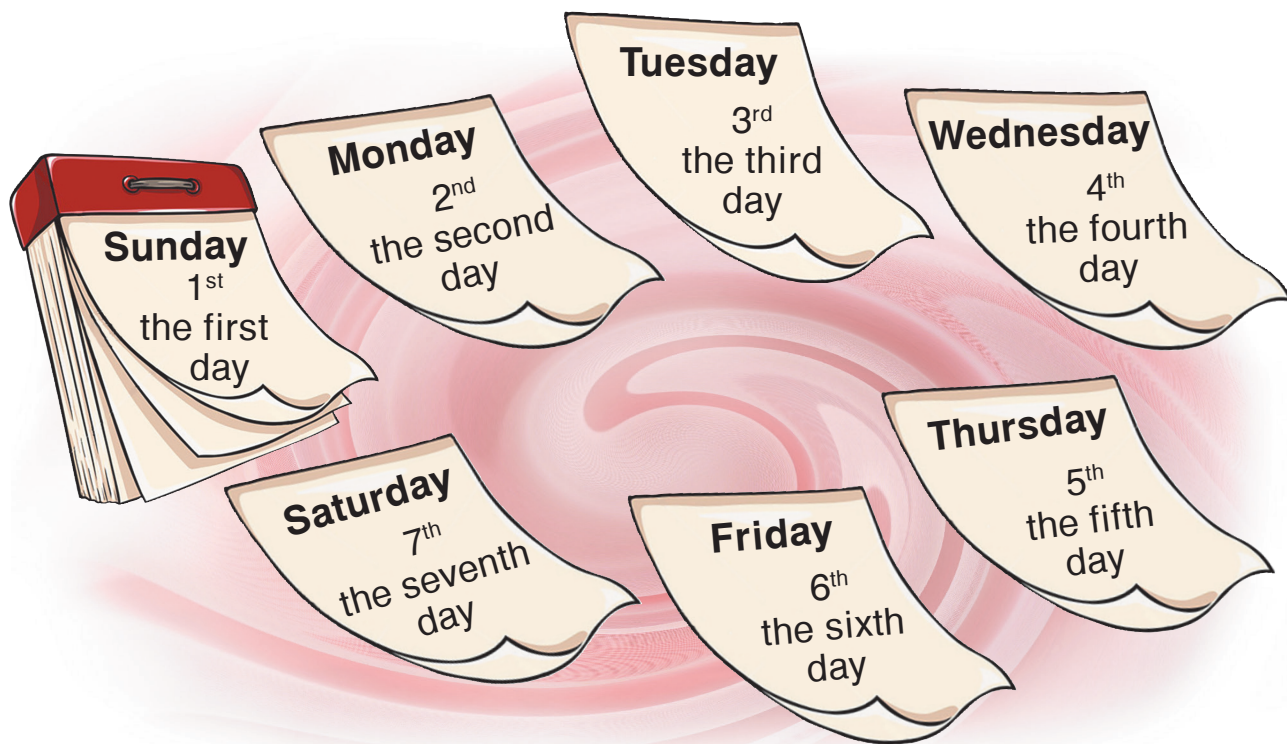 Sunday
1st
the first
day
Monday
2nd
the second
day
Tuesday
3rd
the third
day
Wednesday
4th
the fourth
day
Thursday
5th
the fifth
day
Friday
6th
the sixth
day
Saturday
7th
the seventh
day